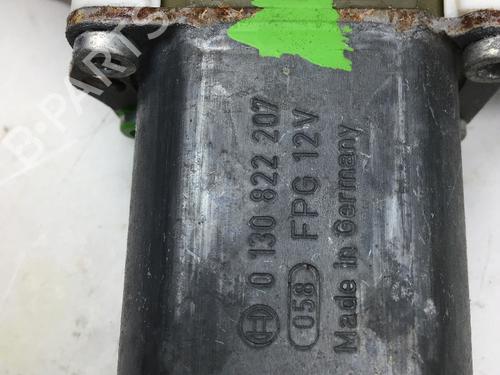 0 130 822 207
058 FPG 12V
Made in Germany
B-PARTS